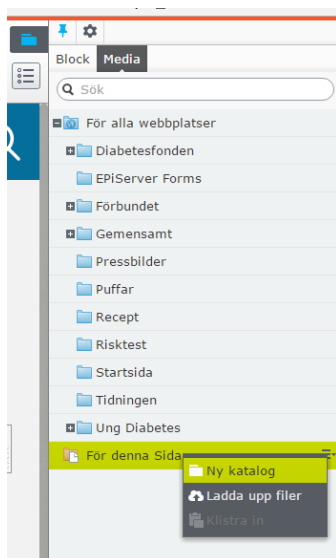 Block Media
Sök
För alla webbplatser
Diabetesfonden
EPiServer Forms
Förbundet
Gemensamt
Pressbilder
Puffar
Recept
Risktest
Startsida
Tidningen
Ung Diabetes
För denna Sida
Ny katalog
Ladda upp filer
Klistra in